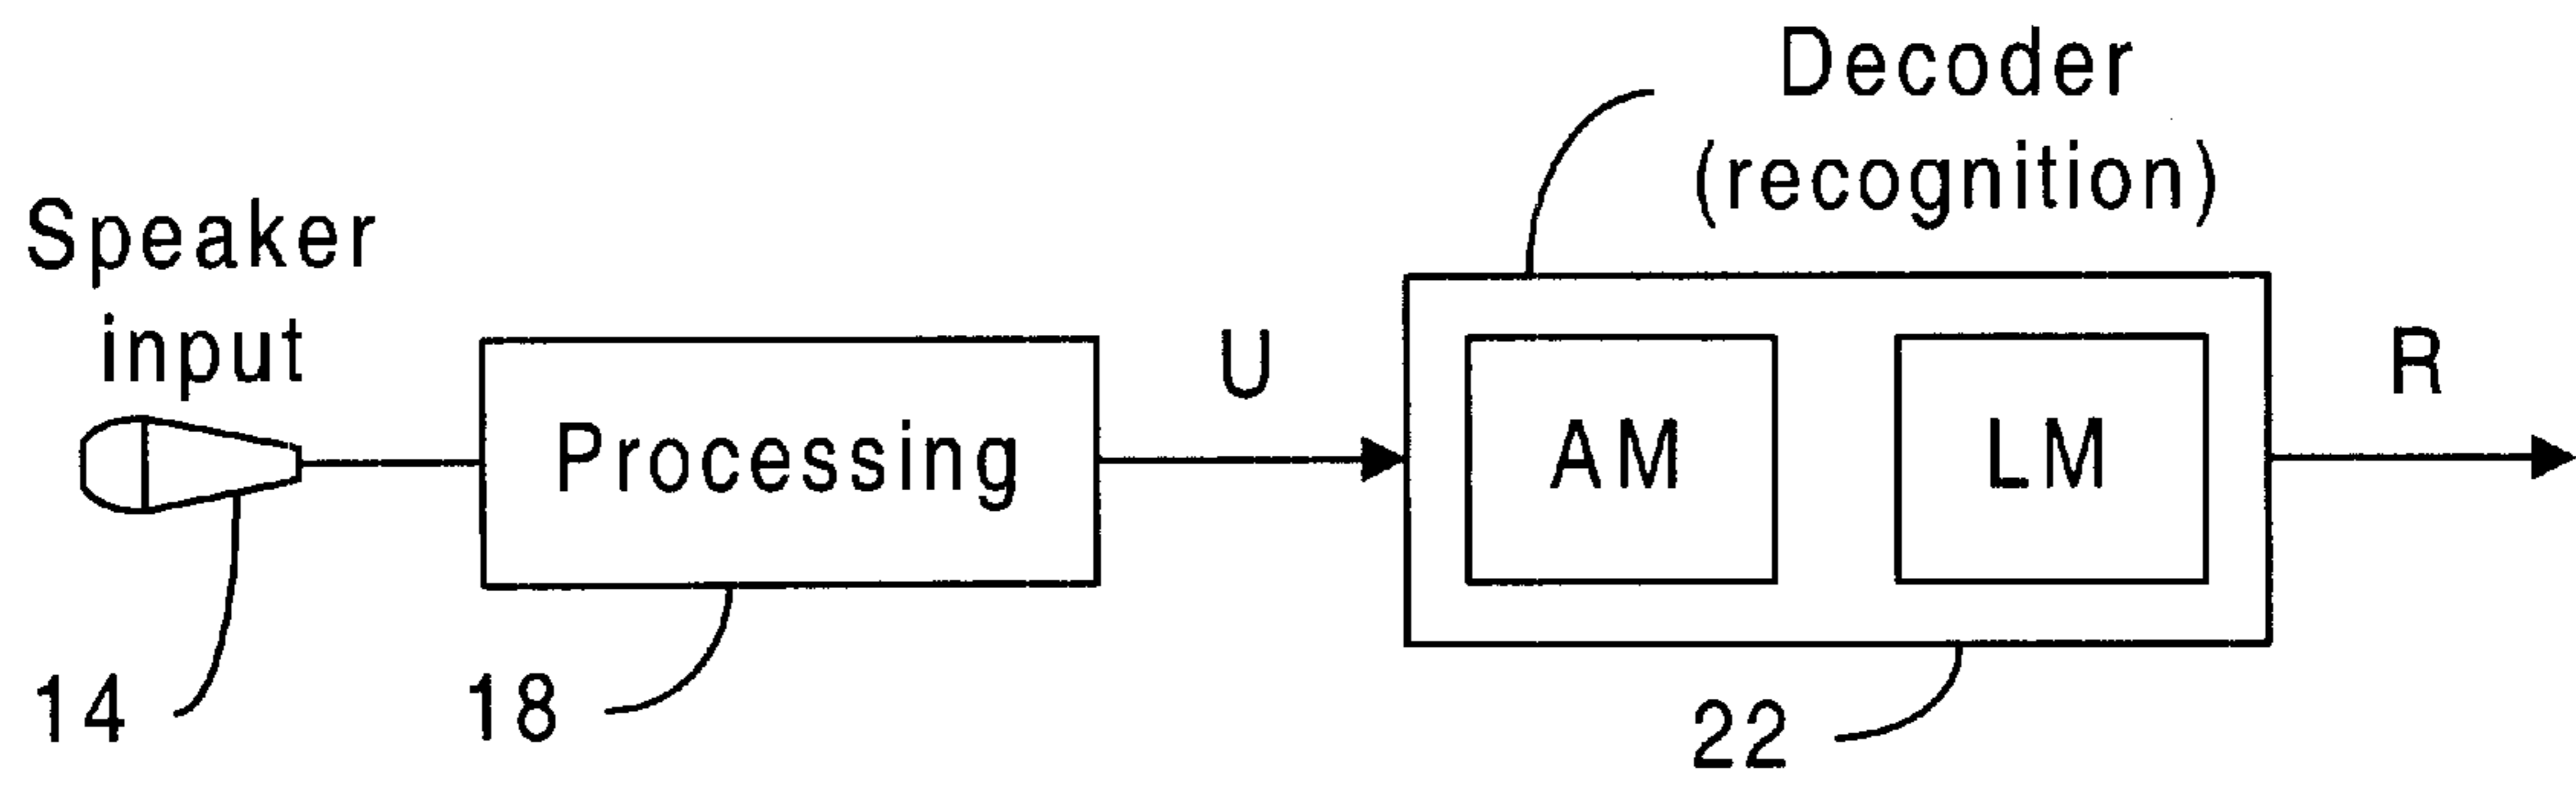 Decoder
(recognition)
Speaker
input
Processing
U
AM
LM
R
14
18
22